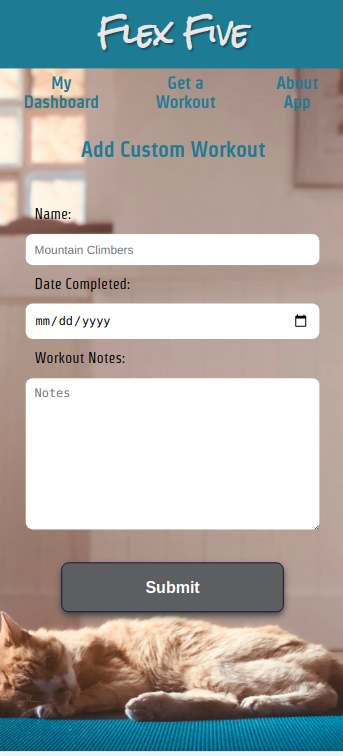 Flex Five
My Dashboard
Get a Workout
About App
Add Custom Workout
Name:
Mountain Climbers
Date Completed:
mm/dd/yyyy
Workout Notes:
Notes
Submit